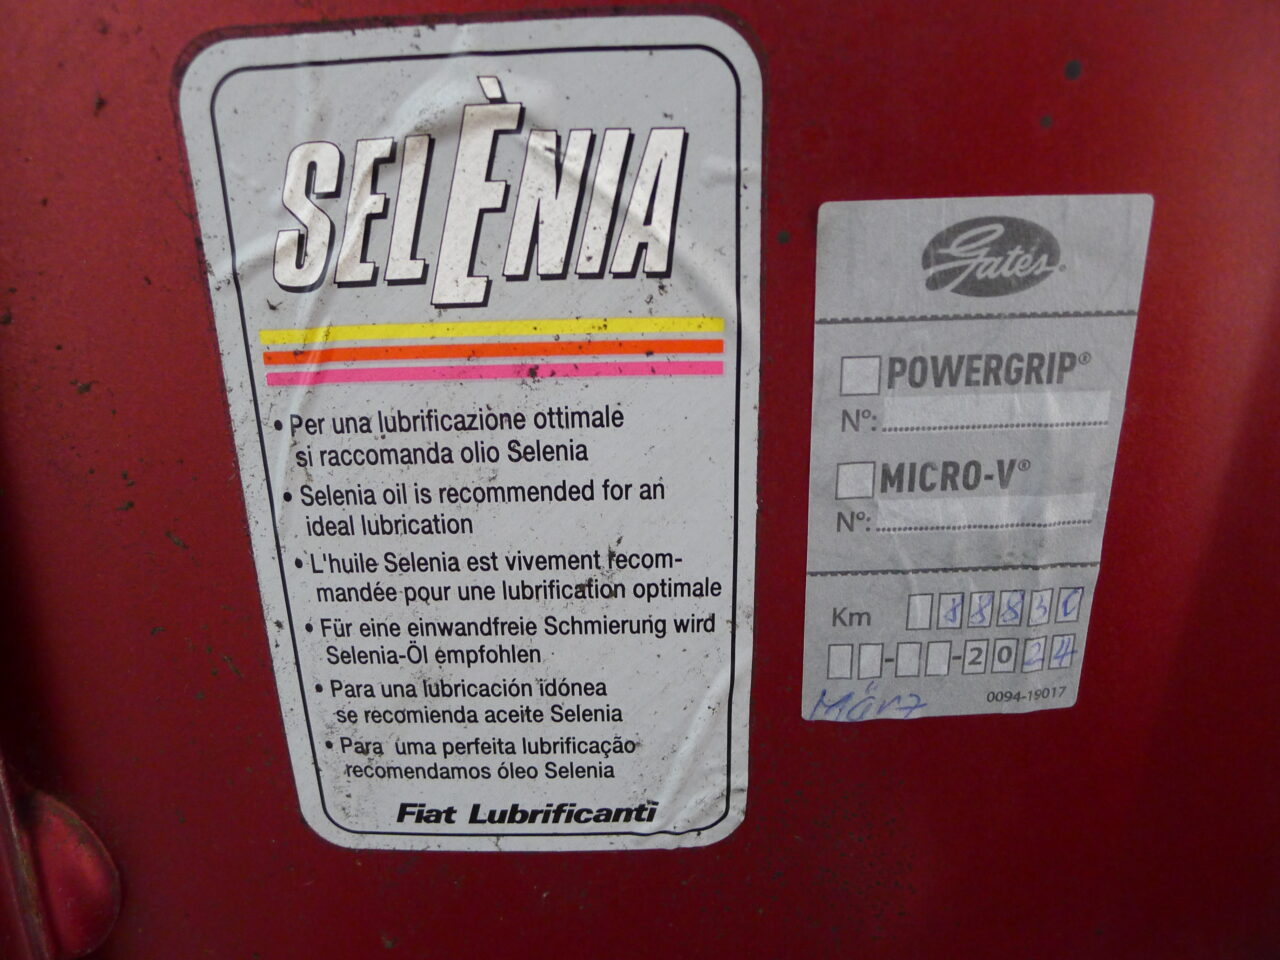 SELÈNIA
• Per una lubrificazione ottimale
si raccomanda olio Selenia
• Selenia oil is recommended for an
ideal lubrication
• L'huile Selenia est vivement recom-
mandée pour une lubrification optimale
• Für eine einwandfreie Schmierung wird
Selenia-Öl empfohlen
• Para una lubricación idónea
se recomienda aceite Selenia
• Para uma perfeita lubrificação
recomendamos óleo Selenia
Fiat Lubrificanti
Gates®
POWERGRIP®
Nº:
MICRO-V®
Nº:
Km
- -2024
März
0094-19017